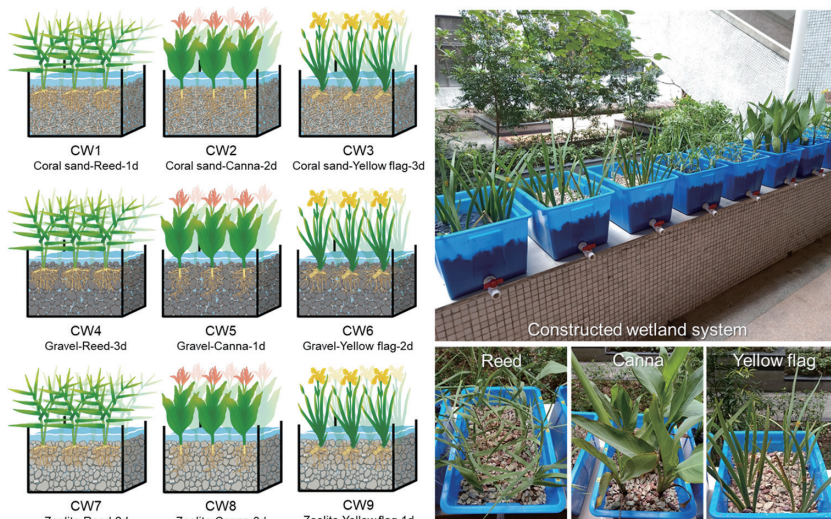 CW1
Coral sand-Reed-1d
CW2
Coral sand-Canna-2d
CW3
Coral sand-Yellow flag-3d
CW4
Gravel-Reed-3d
CW5
Gravel-Canna-1d
CW6
Gravel-Yellow flag-2d
CW7
CW8
CW9
Constructed wetland system
Reed
Canna
Yellow flag